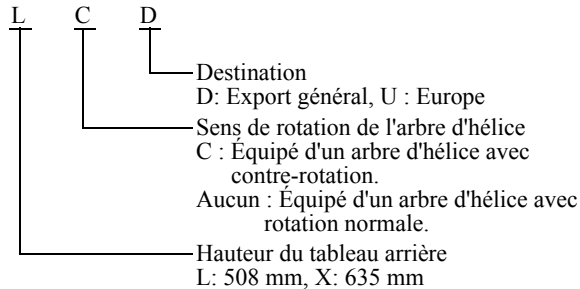 L C D
Destination
D: Export général, U : Europe
Sens de rotation de l'arbre d'hélice
C : Équipé d'un arbre d'hélice avec
contre-rotation.
Aucun : Équipé d'un arbre d'hélice avec
rotation normale.
Hauteur du tableau arrière
L: 508 mm, X: 635 mm